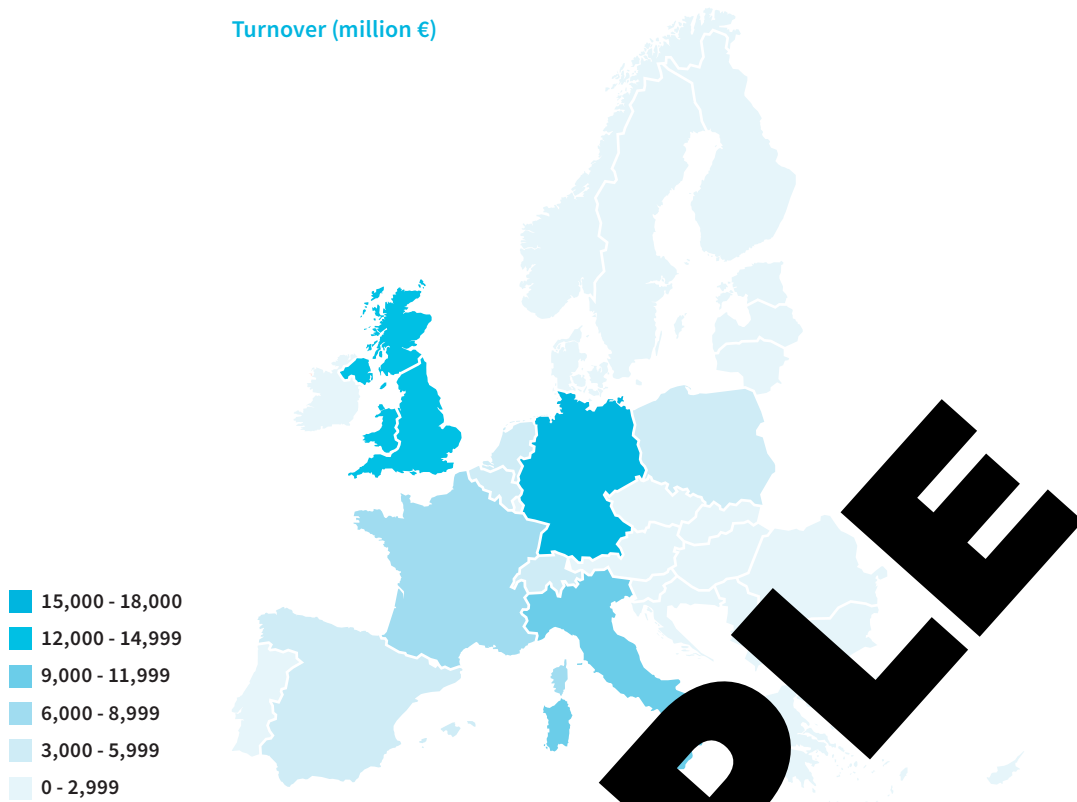 Turnover (million €)
15,000 - 18,000
12,000 - 14,999
9,000 - 11,999
6,000 - 8,999
3,000 - 5,999
0 - 2,999
PLE